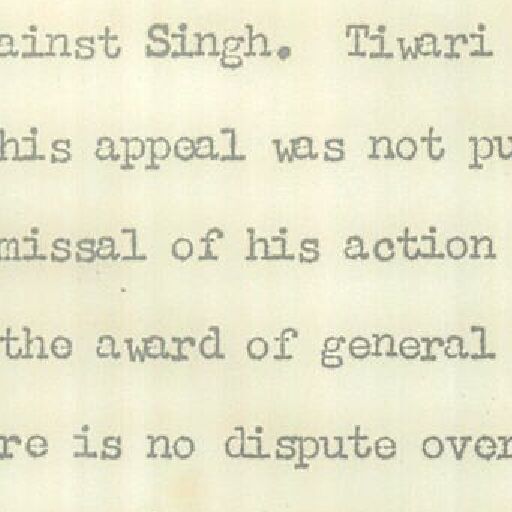 ainst Singh. Tiwari
his appeal was not pu
missal of his action
the award of general
re is no dispute over